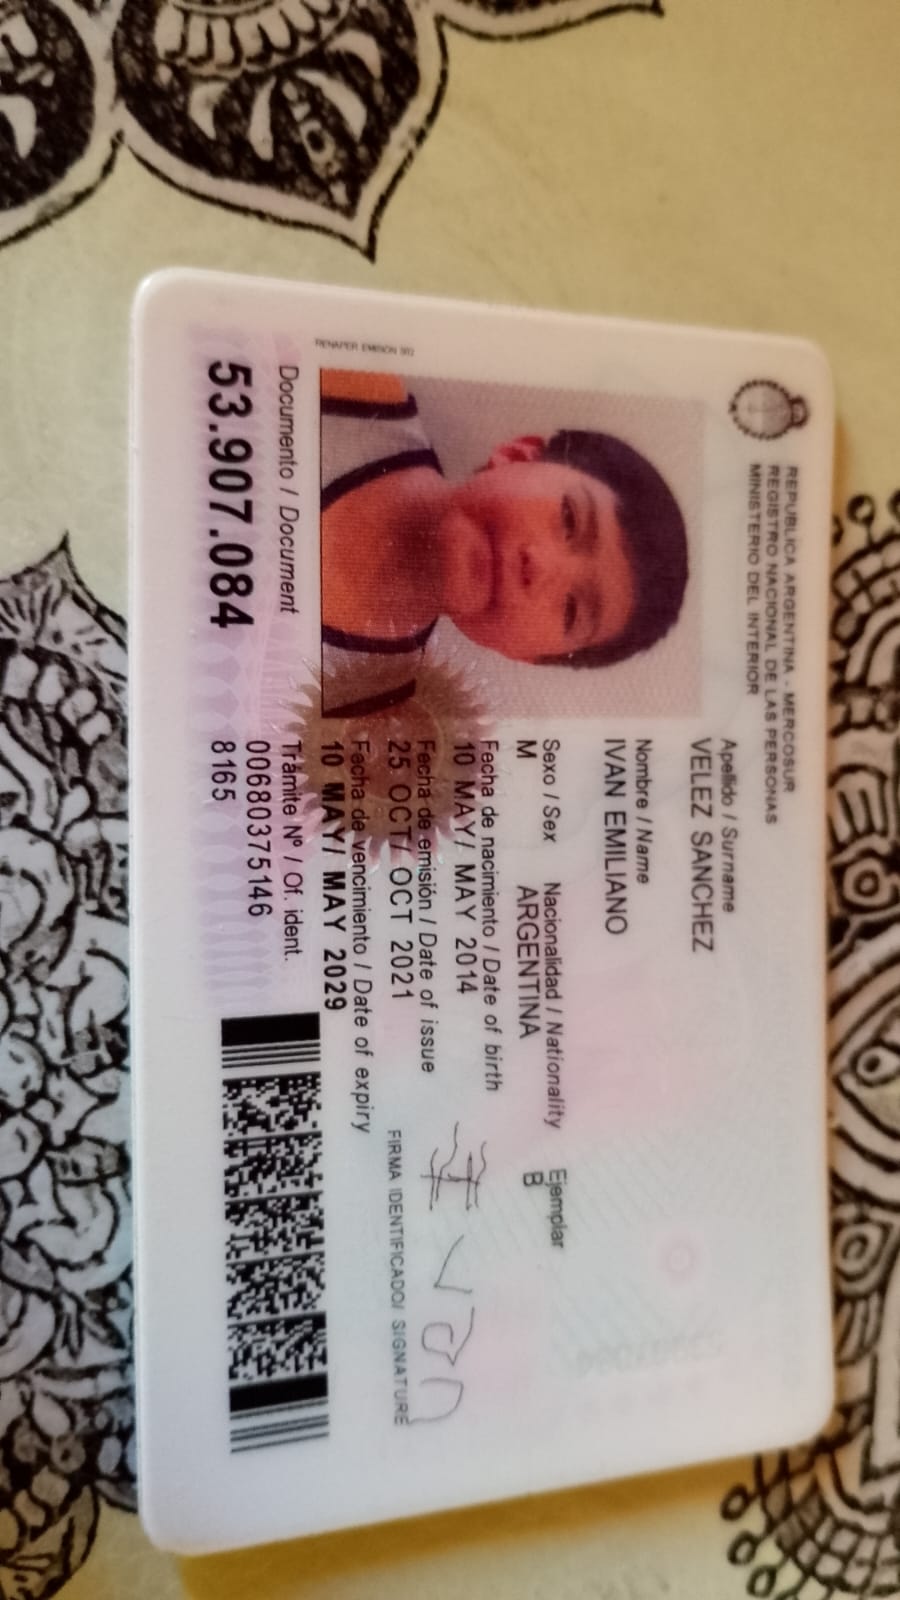 REPUBLICA ARGENTINA - MERCOSUR
REGISTRO NACIONAL DE LAS PERSONAS
MINISTERIO DEL INTERIOR
Apellido / Surname
VELEZ SANCHEZ
Nombre / Name
IVAN EMILIANO
Sexo / Sex Nacionalidad / Nationality Ejemplar
M ARGENTINA B
Fecha de nacimiento / Date of birth
10 MAY/ MAY 2014
Fecha de emisión / Date of issue
25 OCT/ OCT 2021
Fecha de vencimiento / Date of expiry
10 MAY/ MAY 2029
Ivan
FIRMA IDENTIFICADO/ SIGNATURE
RENAPER EMISION
Documento / Document
53.907.084
Trámite Nº / Of. ident.
00680375146
8165